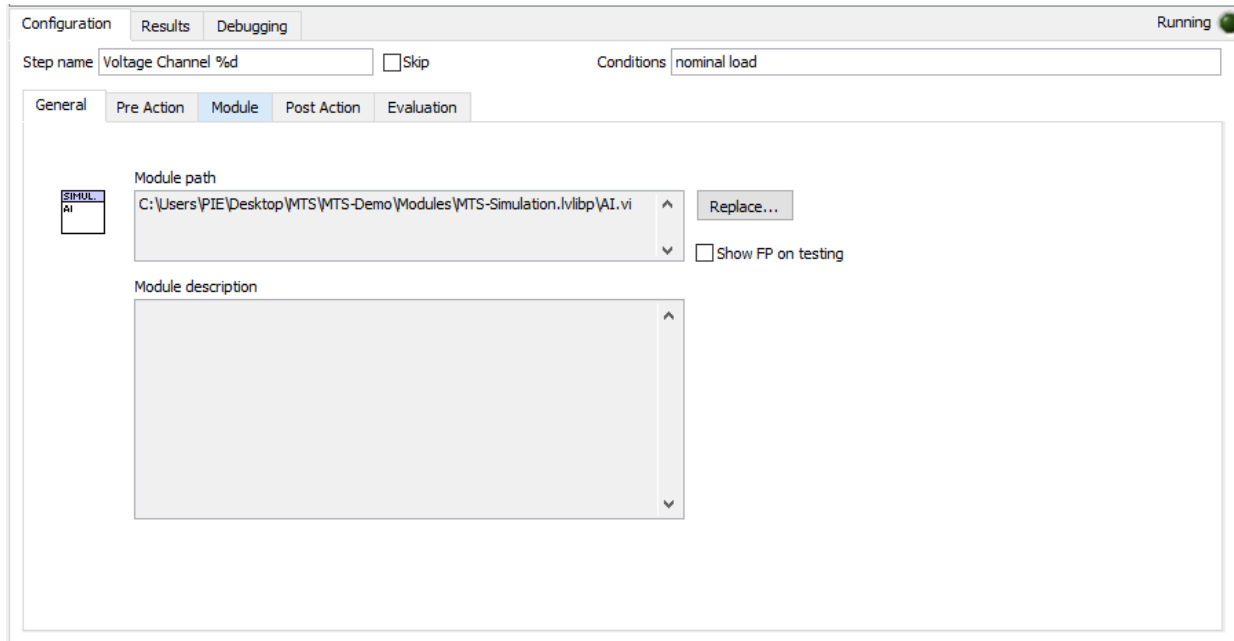 Configuration Results Debugging Running
Step name Voltage Channel %d Skip Conditions nominal load
General Pre Action Module Post Action Evaluation
Module path
SIMUL.
AI
C:\Users\PIE\Desktop\MTS\MTS-Demo\Modules\MTS-Simulation.lvlibp\AI.vi
Replace...
Show FP on testing
Module description